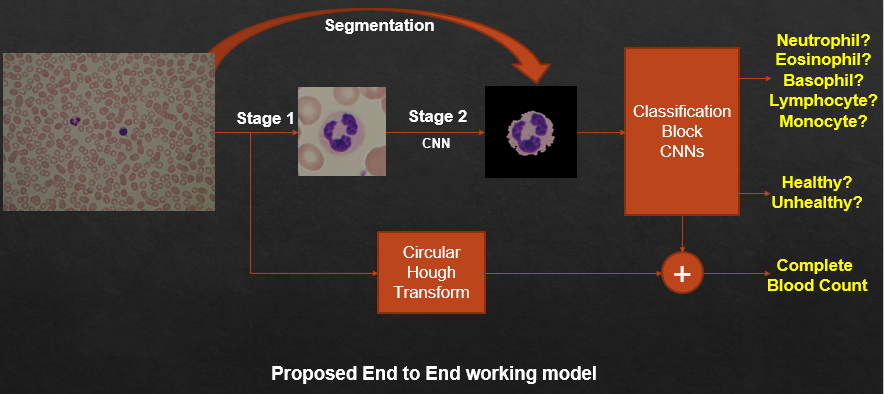 Segmentation
Stage 1
Stage 2
CNN
Classification
Block
CNNs
Neutrophil?
Eosinophil?
Basophil?
Lymphocyte?
Monocyte?
Healthy?
Unhealthy?
Circular
Hough
Transform
+
Complete
Blood Count
Proposed End to End working model